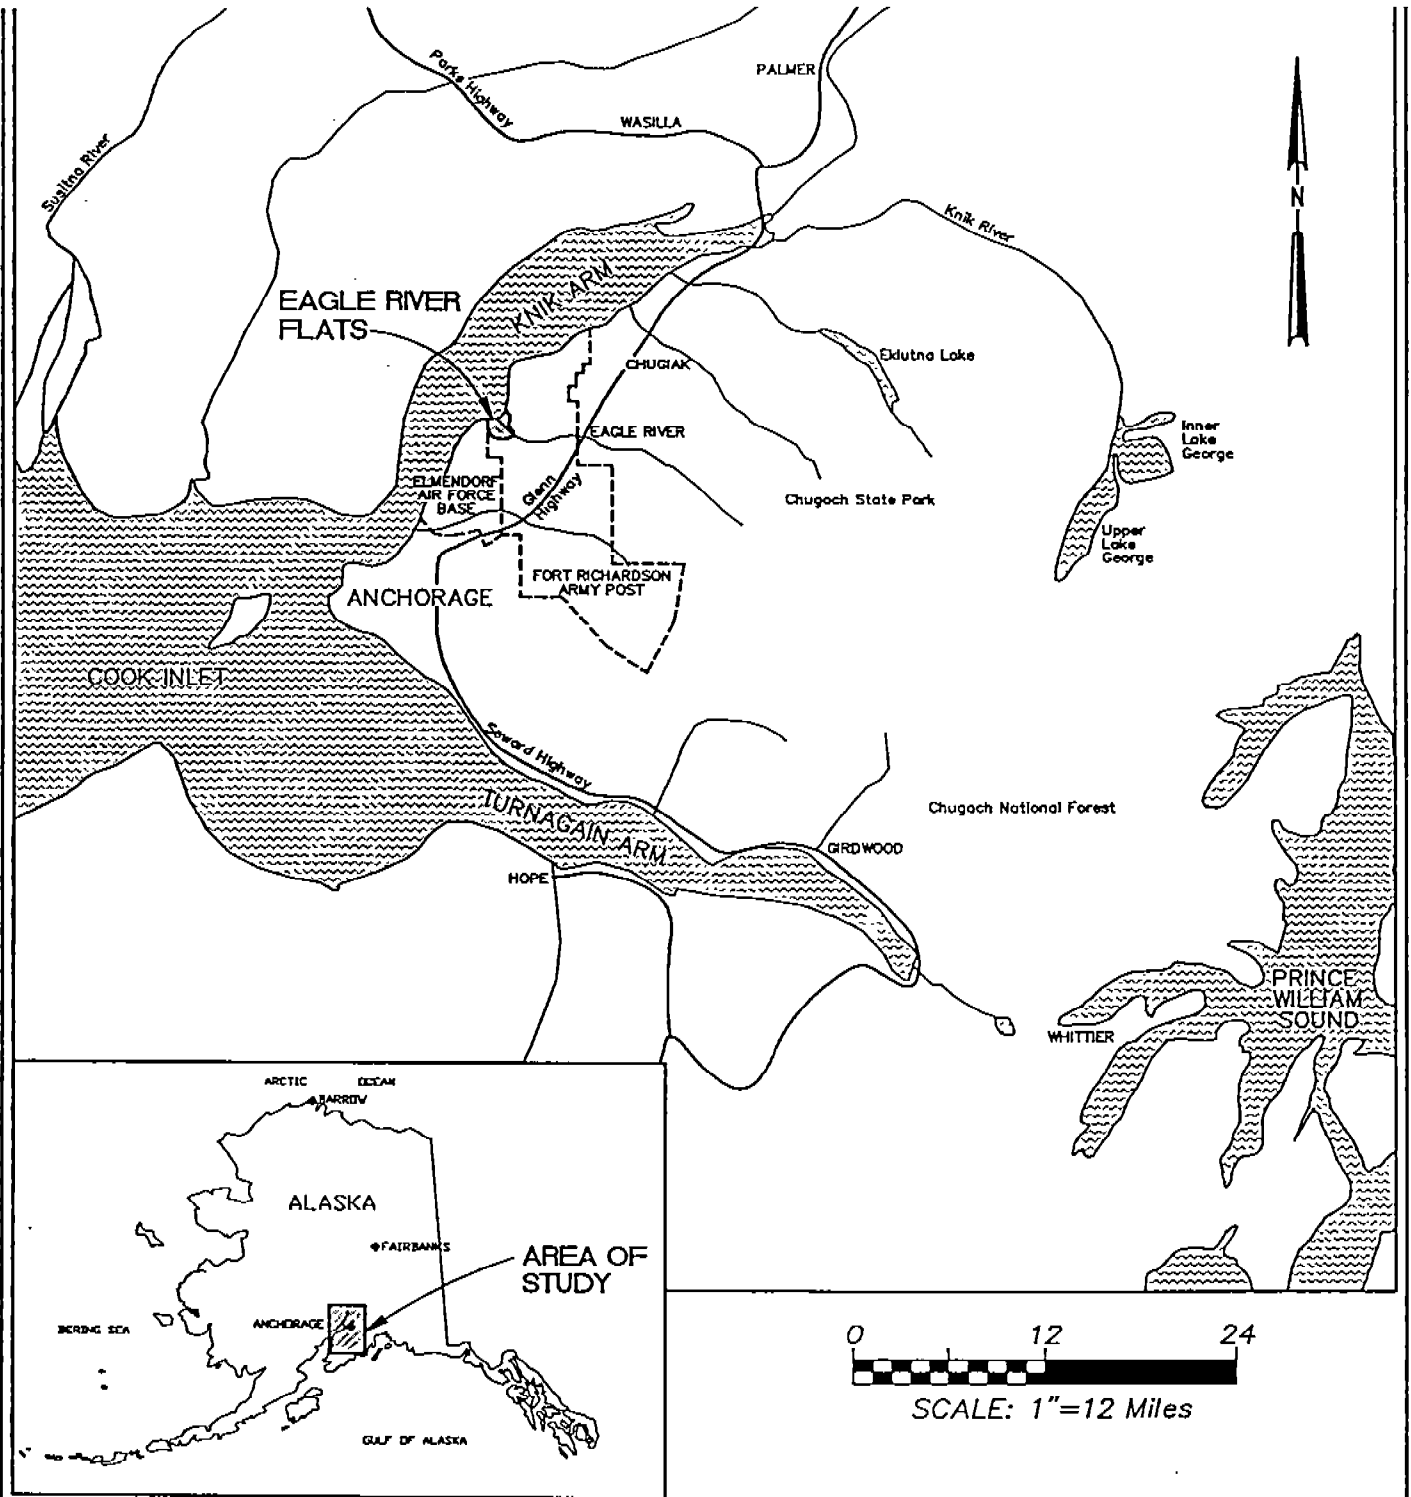 PALMER
Parks Highway
WASILLA
Susitna River
N
Knik River
KNIK ARM
EAGLE RIVER
FLATS
Eklutna Lake
CHUGIAK
Inner
Lake
George
EAGLE RIVER
ELMENDORF
AIR FORCE
BASE
Glenn
Highway
Chugach State Park
Upper
Lake
George
FORT RICHARDSON
ARMY POST
ANCHORAGE
COOK INLET
Seward Highway
TURNAGAIN ARM
Chugach National Forest
GIRDWOOD
HOPE
PRINCE
WILLIAM
SOUND
WHITTIER
ARCTIC OCEAN
BARROW
ALASKA
FAIRBANKS
AREA OF
STUDY
ANCHORAGE
BERING SEA
GULF OF ALASKA
0 12 24
SCALE: 1"=12 Miles